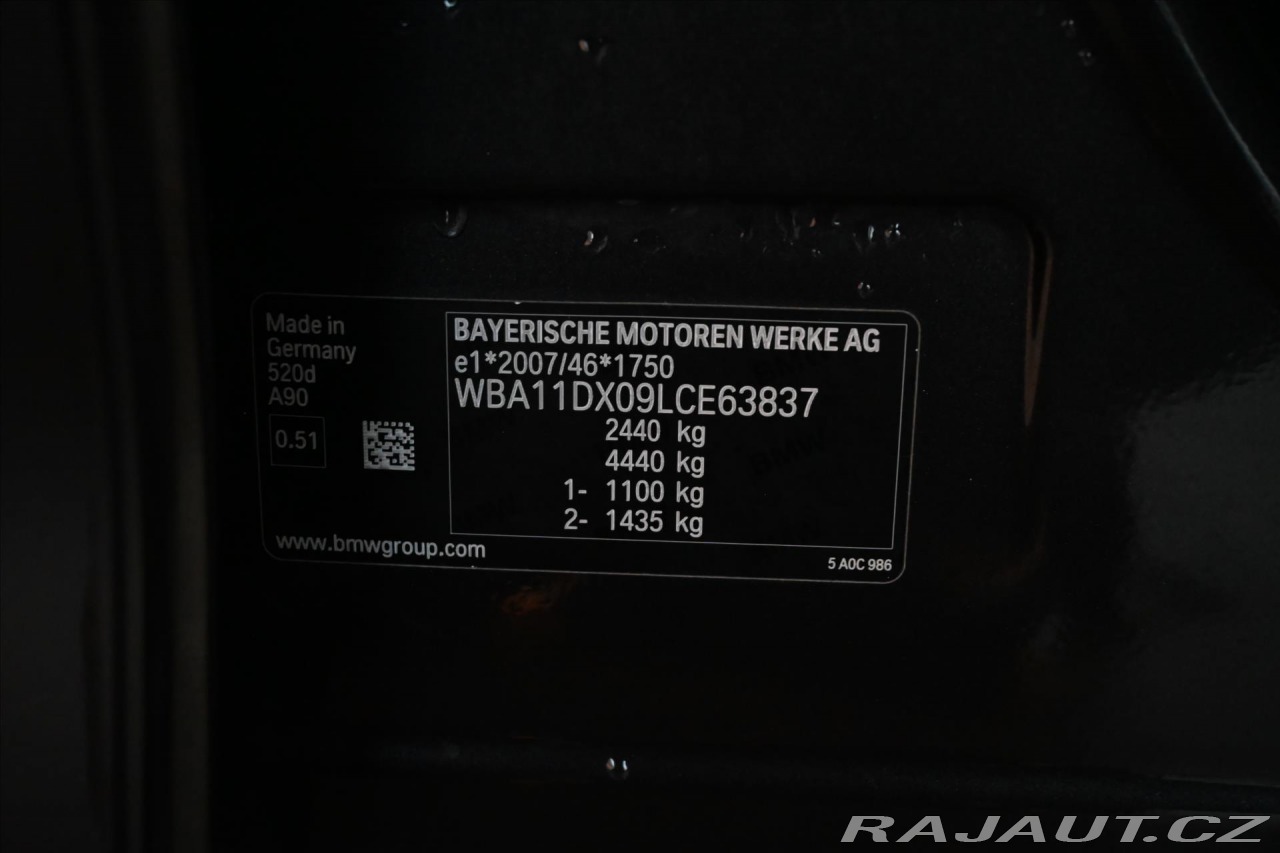 Made in
Germany
520d
A90
0.51
www.bmwgroup.com
BAYERISCHE MOTOREN WERKE AG
e1*2007/46*1750
WBA11DX09LCE63837
2440 kg
4440 kg
1- 1100 kg
2- 1435 kg
5 A0C 986
RAJAUT.CZ